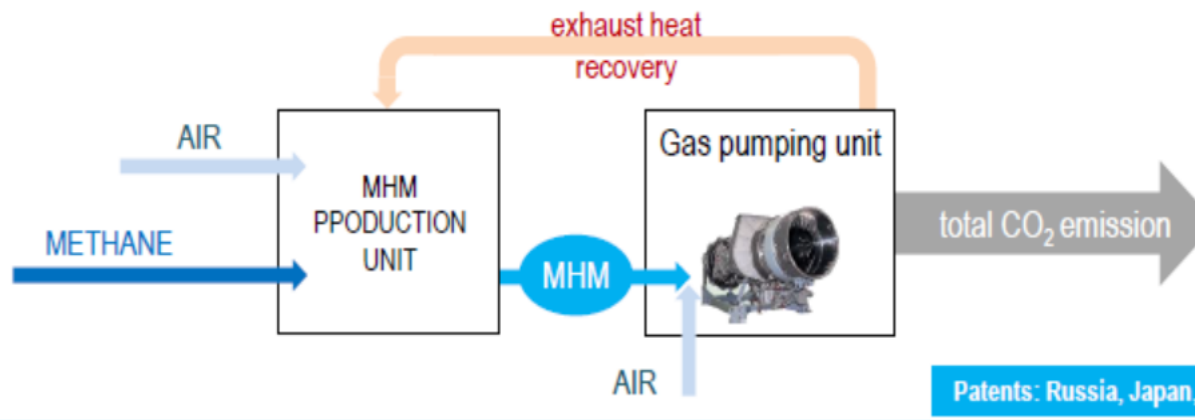 exhaust heat
recovery
AIR
METHANE
MHM
PPODUCTION
UNIT
MHM
Gas pumping unit
AIR
total CO₂ emission
Patents: Russia, Japan,